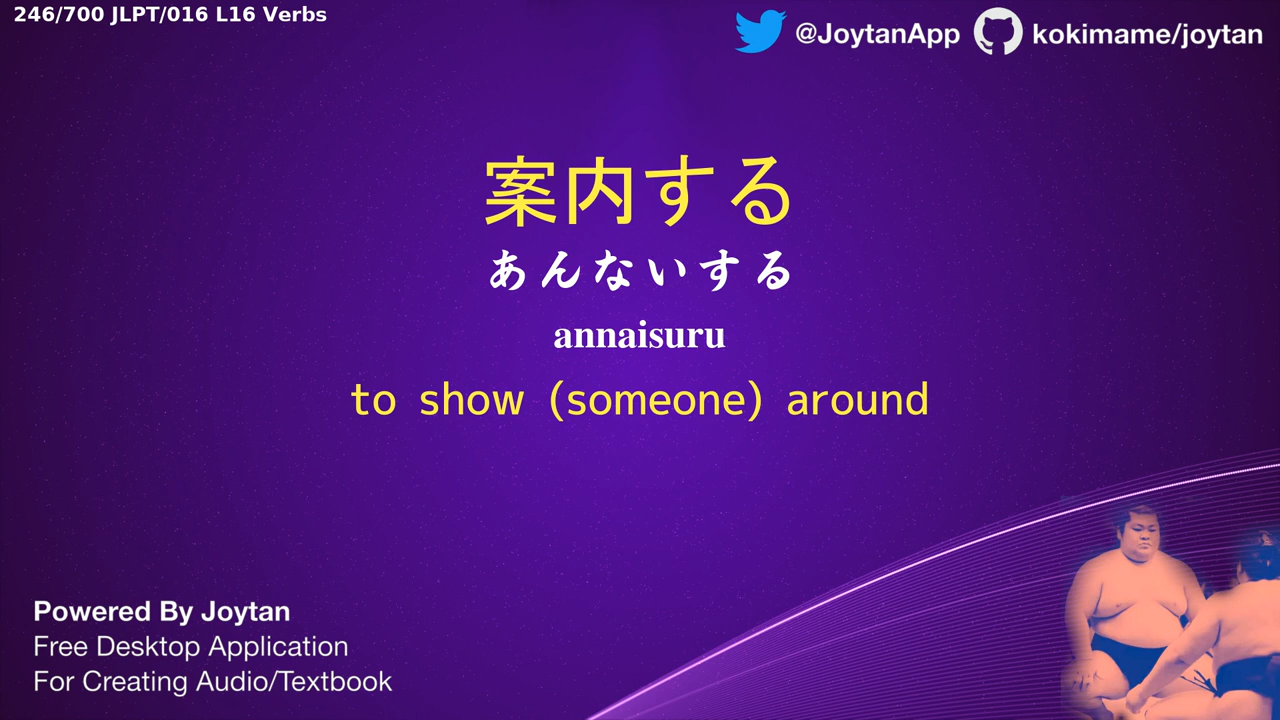 246/700 JLPT/016 L16 Verbs
@JoytanApp kokimame/joytan
案内する
あんないする
annaisuru
to show (someone) around
Powered By Joytan
Free Desktop Application
For Creating Audio/Textbook